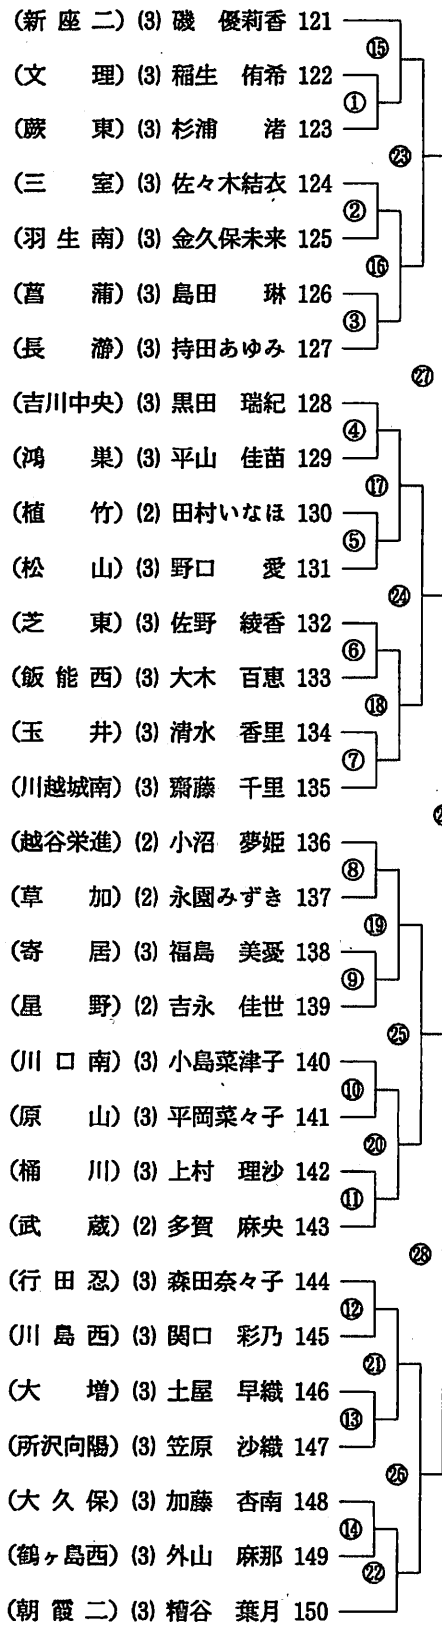 (新座二) (3) 磯 優莉香 121
⑮
(文 理) (3) 稲生 侑希 122
①
(蕨 東) (3) 杉浦 渚 123
㉓
(三 室) (3) 佐々木結衣 124
②
(羽生南) (3) 金久保未来 125
⑯
(菖 蒲) (3) 島田 琳 126
③
(長 瀞) (3) 持田あゆみ 127
㉗
(吉川中央) (3) 黒田 瑞紀 128
④
(鴻 巣) (3) 平山 佳苗 129
⑰
(植 竹) (2) 田村いなほ 130
⑤
(松 山) (3) 野口 愛 131
㉔
(芝 東) (3) 佐野 綾香 132
⑥
(飯能西) (3) 大木 百恵 133
⑱
(玉 井) (3) 清水 香里 134
⑦
(川越城南) (3) 齋藤 千里 135
(越谷栄進) (2) 小沼 夢姫 136
⑧
(草 加) (2) 永園みずき 137
⑲
(寄 居) (3) 福島 美憂 138
⑨
(星 野) (2) 吉永 佳世 139
㉕
(川口南) (3) 小島菜津子 140
⑩
(原 山) (3) 平岡菜々子 141
⑳
(桶 川) (3) 上村 理沙 142
⑪
(武 蔵) (2) 多賀 麻央 143
㉘
(行田忍) (3) 森田奈々子 144
⑫
(川島西) (3) 関口 彩乃 145
㉑
(大 増) (3) 土屋 早織 146
⑬
(所沢向陽) (3) 笠原 沙織 147
㉖
(大久保) (3) 加藤 杏南 148
⑭
(鶴ヶ島西) (3) 外山 麻那 149
㉒
(朝霞二) (3) 糟谷 葉月 150